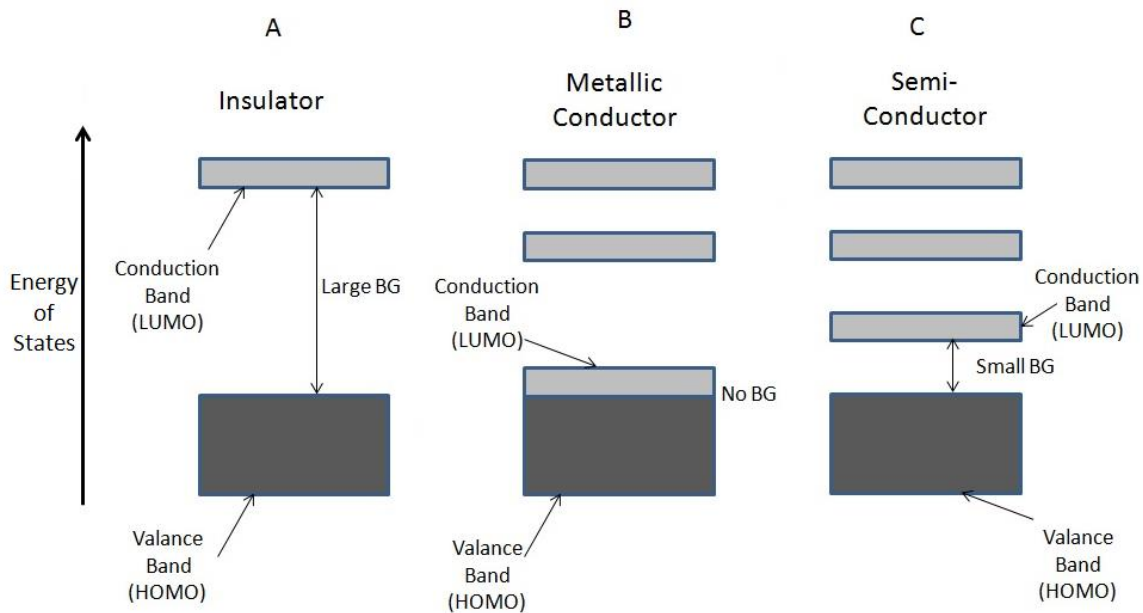 A
B
C
Insulator
Metallic
Conductor
Semi-
Conductor
Energy
of
States
Conduction
Band
(LUMO)
Large BG
Valance
Band
(HOMO)
Conduction
Band
(LUMO)
No BG
Valance
Band
(HOMO)
Conduction
Band
(LUMO)
Small BG
Valance
Band
(HOMO)